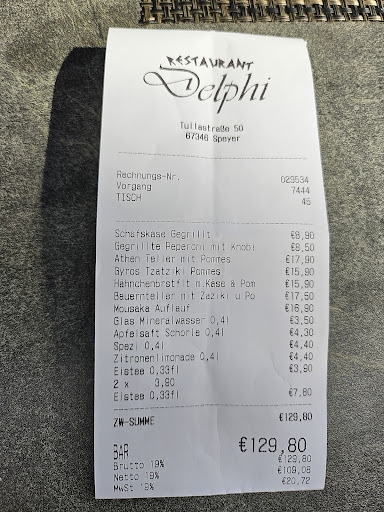 RESTAURANT
Delphi
Tullastraße 50
67346 Speyer
Rechnungs-Nr. 029534
Vorgang 7444
TISCH 45
Schafskäse Gegrillt €8,90
Gegrillte Peperoni mit Knobl €8,50
Athen Teller mit Pommes €17,90
Gyros Tzatziki Pommes €15,90
Hähnchenbrstflt m.Käse & Pom €15,90
Bauernteller mit Zaziki u Po €17,50
Mousaka Auflauf €16,90
Glas Mineralwasser 0,4l €3,50
Apfelsaft Schorle 0,4l €4,30
Spezi 0,4l €4,40
Zitronenlimonade 0,4l €4,40
Eistee 0,33fl €3,90
2 x 3,90
Eistee 0,33fl €7,80
ZW-SUMME €129,80
BAR €129,80
Brutto 19% €129,80
Netto 19% €109,08
MwSt 19% €20,72